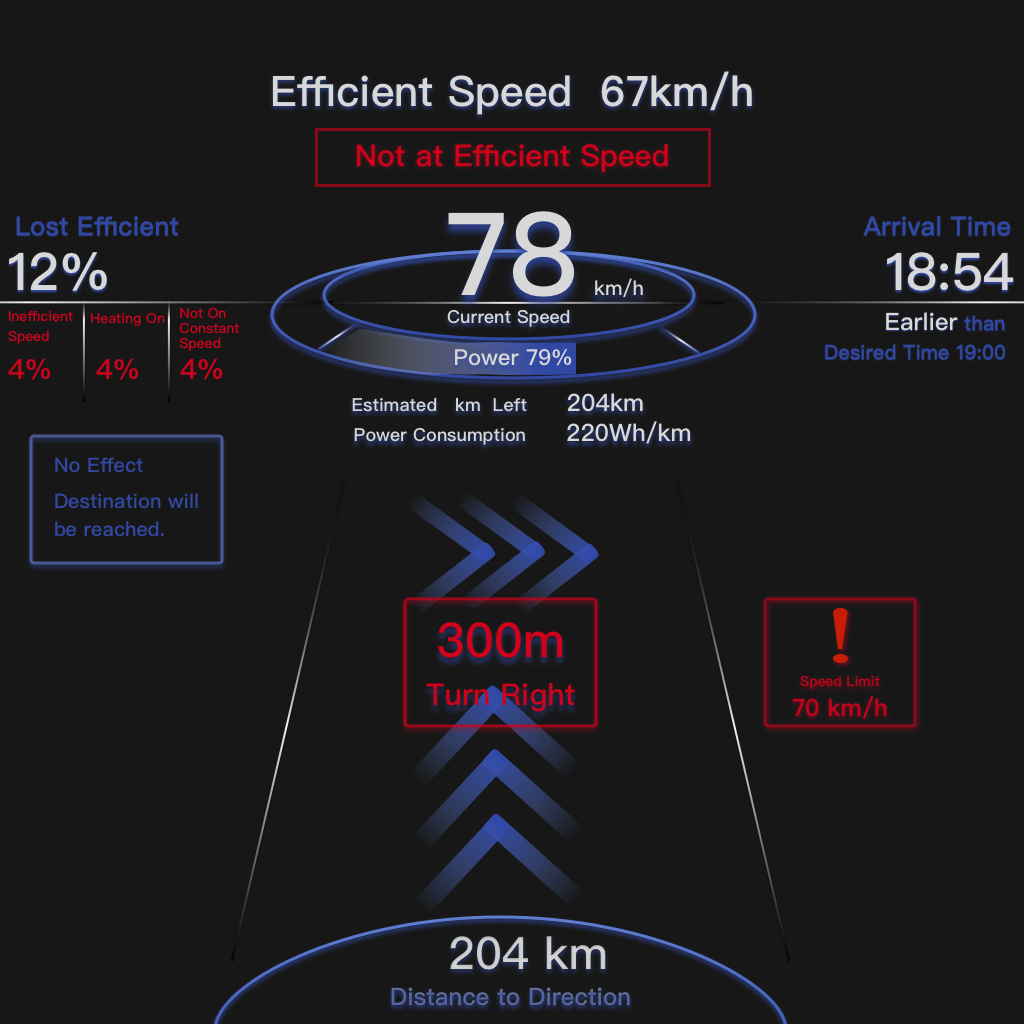 Efficient Speed 67km/h
Not at Efficient Speed
Lost Efficient
12%
Inefficient
Speed
4%
Heating On
4%
Not On
Constant
Speed
4%
78 km/h
Current Speed
Power 79%
Arrival Time
18:54
Earlier than
Desired Time 19:00
Estimated km Left 204km
Power Consumption 220Wh/km
No Effect
Destination will
be reached.
300m
Turn Right
!
Speed Limit
70 km/h
204 km
Distance to Direction